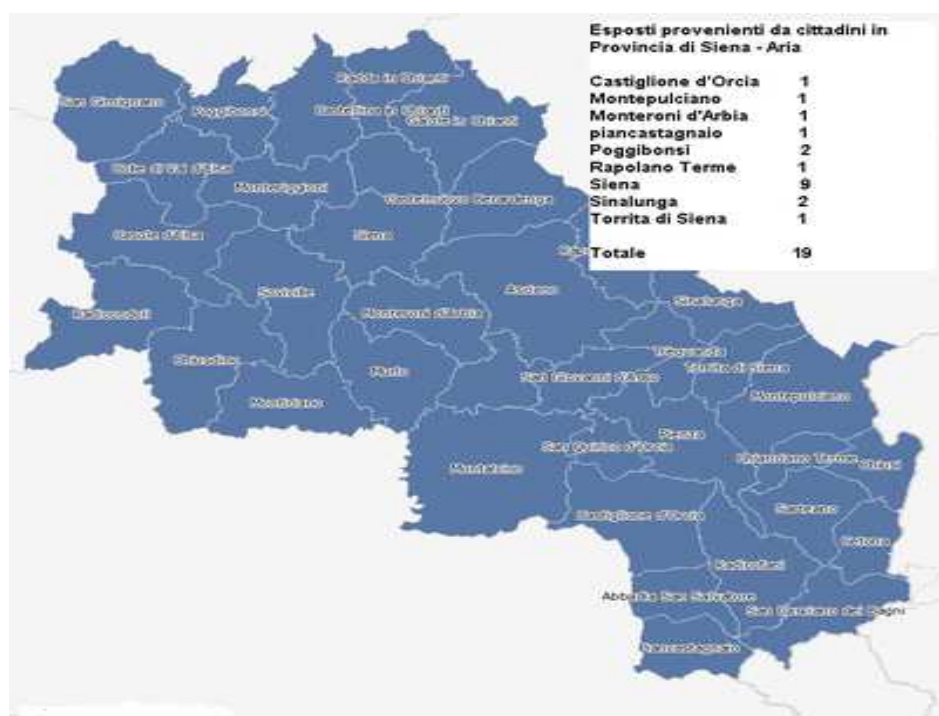 Esposti provenienti da cittadini in
Provincia di Siena - Aria
Castiglione d'Orcia 1
Montepulciano 1
Monteroni d'Arbia 1
piancastagnaio 1
Poggibonsi 2
Rapolano Terme 1
Siena 9
Sinalunga 2
Torrita di Siena 1
Totale 19
Radda in Chianti
San Gimignano
Poggibonsi
Castellina in Chianti
Gaiole in Chianti
Colle di Val d'Elsa
Monteriggioni
Castelnuovo Berardenga
Casole d'Elsa
Siena
Asciano
Sovicille
Sinalunga
Radicondoli
Monteroni d'Arbia
Trequanda
Chiusdino
Murlo
San Giovanni d'Asso
Torrita di Siena
Monticiano
Montepulciano
Pienza
San Quirico d'Orcia
Chianciano Terme
Chiusi
Montalcino
Sarteano
Castiglione d'Orcia
Cetona
Radicofani
Abbadia San Salvatore
San Casciano dei Bagni
Piancastagnaio